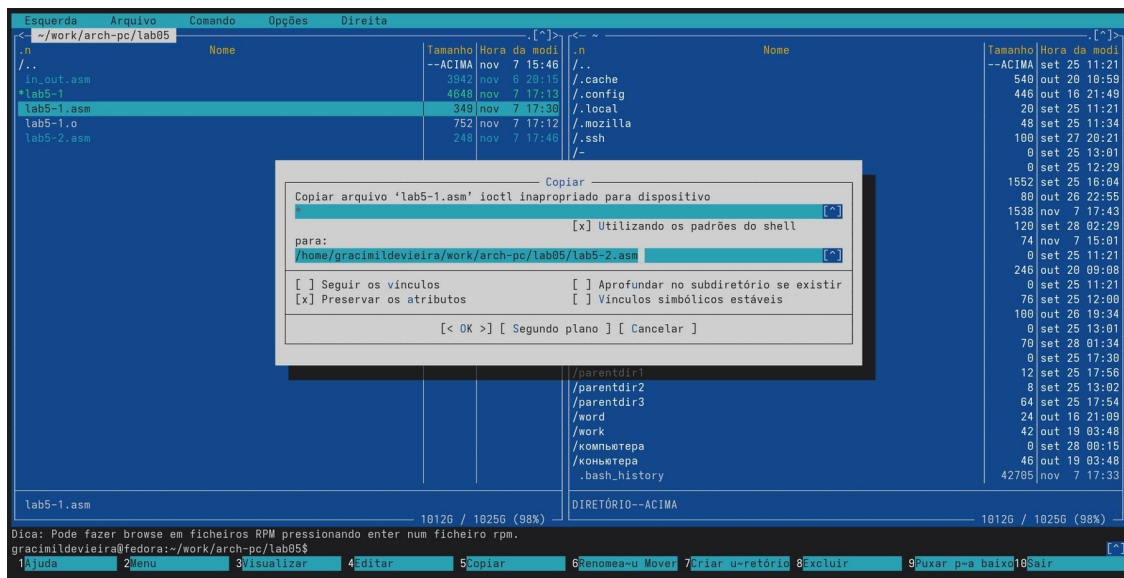 Esquerda Arquivo Comando Opções Direita
<- ~/work/arch-pc/lab05 .[^]>
.n Nome Tamanho Hora da modi
/.. --ACIMA nov 7 15:46
in_out.asm 3942 nov 6 20:15
*lab5-1 4648 nov 7 17:13
lab5-1.asm 349 nov 7 17:30
lab5-1.o 752 nov 7 17:12
lab5-2.asm 248 nov 7 17:46
lab5-1.asm
1012G / 1025G (98%)
<- ~ .[^]>
.n Nome Tamanho Hora da modi
/.. --ACIMA set 25 11:21
/.cache 540 out 20 10:59
/.config 446 out 16 21:49
/.local 20 set 25 11:21
/.mozilla 48 set 25 11:34
/.ssh 100 set 27 20:21
/~ 0 set 25 13:01
0 set 25 12:29
1552 set 25 16:04
80 out 26 22:55
1538 nov 7 17:43
120 set 28 02:29
74 nov 7 15:01
0 set 25 11:21
246 out 20 09:08
0 set 25 11:21
76 set 25 12:00
100 out 26 19:34
0 set 25 13:01
70 set 28 01:34
0 set 25 17:30
/parentdir1 12 set 25 17:56
/parentdir2 8 set 25 13:02
/parentdir3 64 set 25 17:54
/word 24 out 16 21:09
/work 42 out 19 03:48
/компьютера 0 set 28 00:15
/коньютера 46 out 19 03:48
.bash_history 42705 nov 7 17:33
DIRETÓRIO--ACIMA
1012G / 1025G (98%)
Copiar
Copiar arquivo ‘lab5-1.asm’ ioctl inapropriado para dispositivo
* [^]
[x] Utilizando os padrões do shell
para:
/home/gracimildevieira/work/arch-pc/lab05/lab5-2.asm [^]
[ ] Seguir os vínculos [ ] Aprofundar no subdiretório se existir
[x] Preservar os atributos [ ] Vínculos simbólicos estáveis
[< OK >] [ Segundo plano ] [ Cancelar ]
Dica: Pode fazer browse em ficheiros RPM pressionando enter num ficheiro rpm.
gracimildevieira@fedora:~/work/arch-pc/lab05$ [^]
1Ajuda 2Menu 3Visualizar 4Editar 5Copiar 6Renomea~u Mover 7Criar u~retório 8Excluir 9Puxar p~a baixo 10Sair